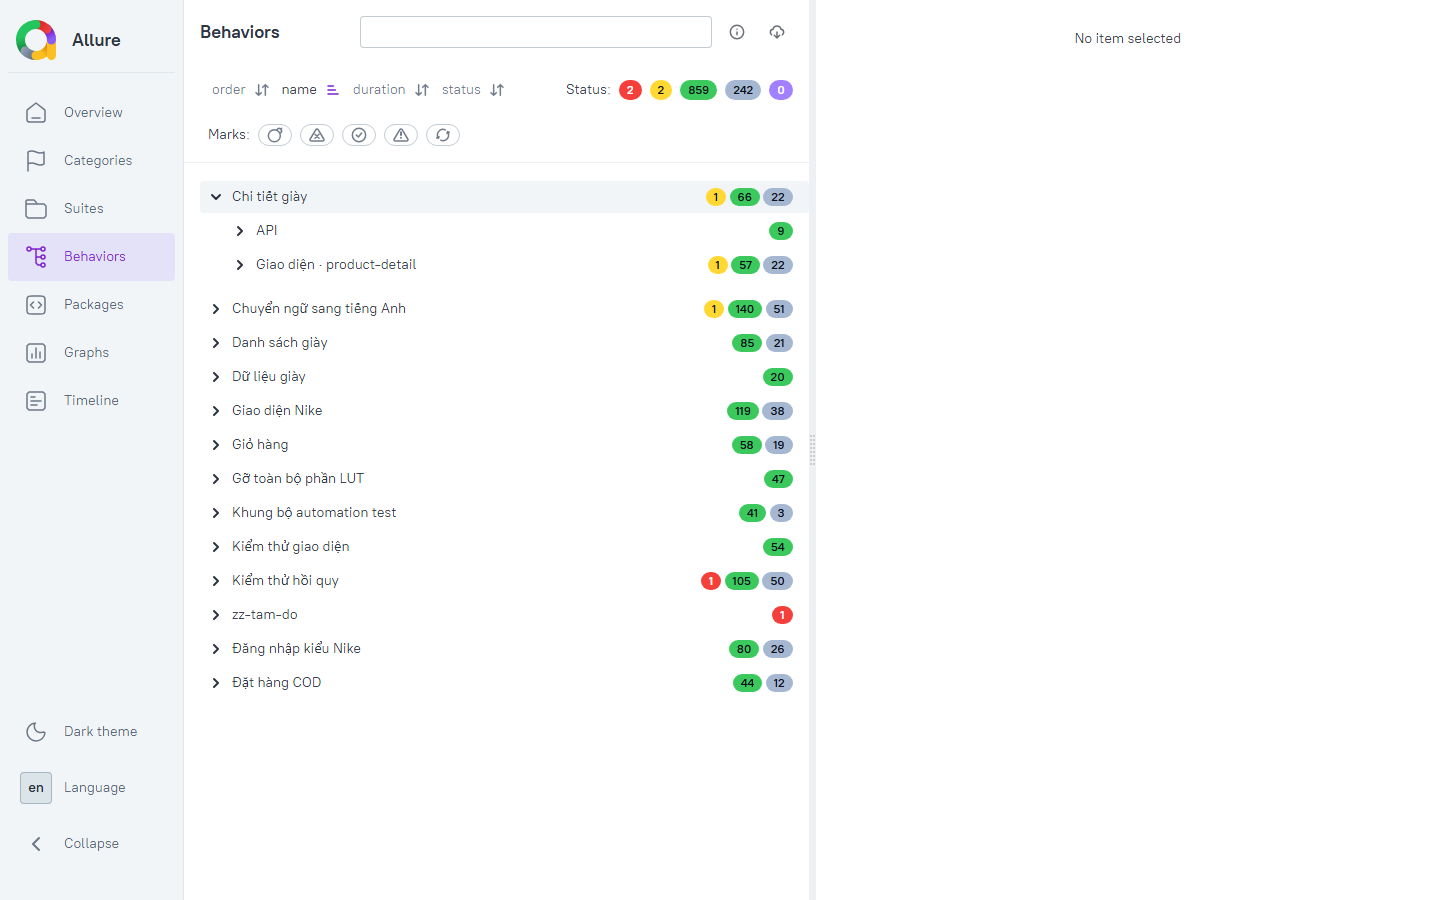 Allure
Overview
Categories
Suites
Behaviors
Packages
Graphs
Timeline
Dark theme
en Language
Collapse
Behaviors
order name duration status Status: 2 2 859 242 0
Marks:
Chi tiết giày 1 66 22
API 9
Giao diện · product-detail 1 57 22
Chuyển ngữ sang tiếng Anh 1 140 51
Danh sách giày 85 21
Dữ liệu giày 20
Giao diện Nike 119 38
Giỏ hàng 58 19
Gỡ toàn bộ phần LUT 47
Khung bộ automation test 41 3
Kiểm thử giao diện 54
Kiểm thử hồi quy 1 105 50
zz-tam-do 1
Đăng nhập kiểu Nike 80 26
Đặt hàng COD 44 12
No item selected